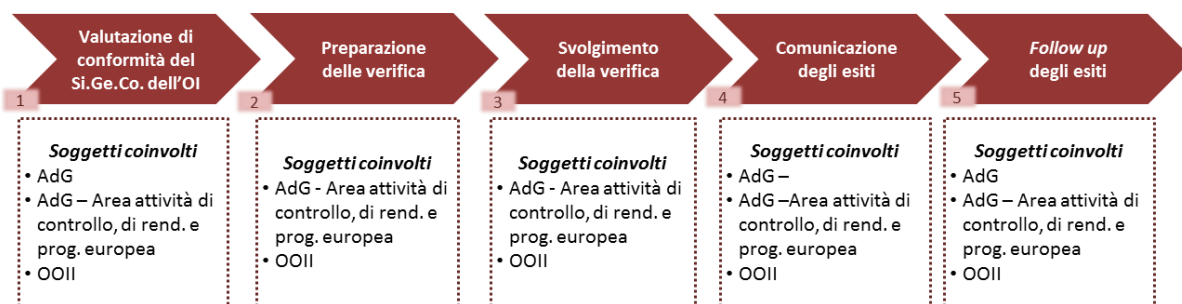 Valutazione di
conformità del
Si.Ge.Co. dell'OI
1
Preparazione
delle verifica
2
Svolgimento
della verifica
3
Comunicazione
degli esiti
4
Follow up
degli esiti
5
Soggetti coinvolti
• AdG
• AdG – Area attività di
controllo, di rend. e
prog. europea
• OOII
Soggetti coinvolti
• AdG - Area attività di
controllo, di rend. e
prog. europea
• OOII
Soggetti coinvolti
• AdG - Area attività di
controllo, di rend. e
prog. europea
• OOII
Soggetti coinvolti
• AdG –
• AdG –Area attività di
controllo, di rend. e
prog. europea
• OOII
Soggetti coinvolti
• AdG
• AdG – Area attività di
controllo, di rend. e
prog. europea
• OOII